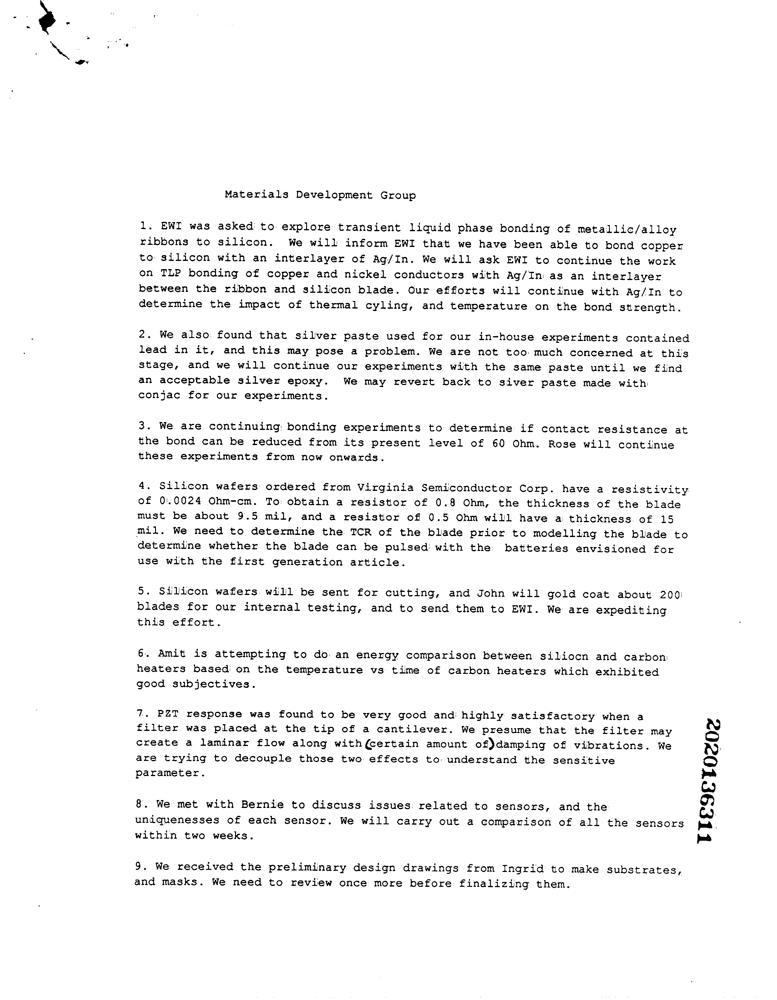 Materials Development Group
1. EWI was asked to explore transient liquid phase bonding of metallic/alloy
ribbons to silicon. We will inform EWI that we have been able to bond copper
to silicon with an interlayer of Ag/In. We will ask EWI to continue the work
on TLP bonding of copper and nickel conductors with Ag/In as an interlayer
between the ribbon and silicon blade. Our efforts will continue with Ag/In to
determine the impact of thermal cyling, and temperature on the bond strength.
2. We also found that silver paste used for our in-house experiments contained
lead in it, and this may pose a problem. We are not too much concerned at this
stage, and we will continue our experiments with the same paste until we find
an acceptable silver epoxy. We may revert back to siver paste made with
conjac for our experiments.
3. We are continuing bonding experiments to determine if contact resistance at
the bond can be reduced from its present level of 60 Ohm. Rose will continue
these experiments from now onwards.
4. Silicon wafers ordered from Virginia Semiconductor Corp. have a resistivity
of 0.0024 Ohm-cm. To obtain a resistor of 0.8 Ohm, the thickness of the blade
must be about 9.5 mil, and a resistor of 0.5 Ohm will have a thickness of 15
mil. We need to determine the TCR of the blade prior to modelling the blade to
determine whether the blade can be pulsed with the batteries envisioned for
use with the first generation article.
5. Silicon wafers will be sent for cutting, and John will gold coat about 200
blades for our internal testing, and to send them to EWI. We are expediting
this effort.
6. Amit is attempting to do an energy comparison between siliocn and carbon
heaters based on the temperature vs time of carbon heaters which exhibited
good subjectives.
7. PZT response was found to be very good and highly satisfactory when a
filter was placed at the tip of a cantilever. We presume that the filter may
create a laminar flow along with (certain amount of) damping of vibrations. We
are trying to decouple those two effects to understand the sensitive
parameter.
8. We met with Bernie to discuss issues related to sensors, and the
uniquenesses of each sensor. We will carry out a comparison of all the sensors
within two weeks.
9. We received the preliminary design drawings from Ingrid to make substrates,
and masks. We need to review once more before finalizing them.
2020136311